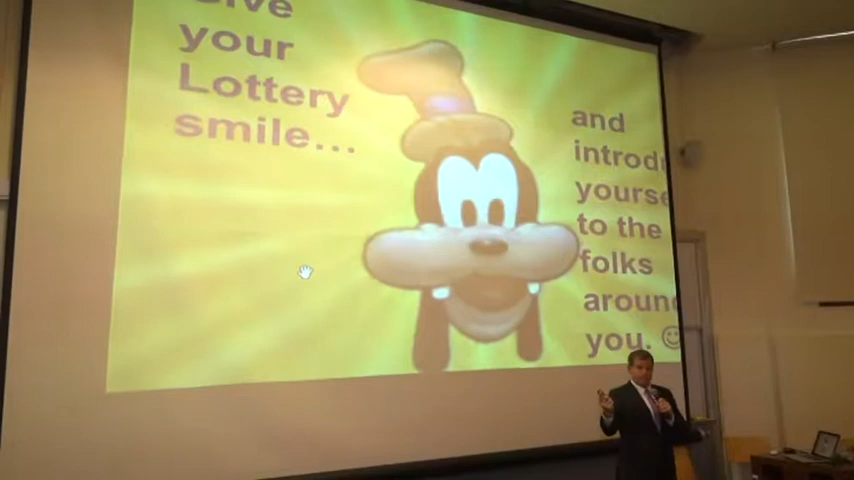 your
Lottery
smile...
and
to the
folks
you. ☺